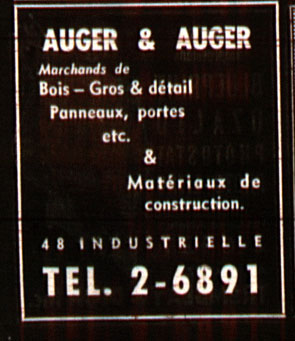 AUGER & AUGER
Marchands de
Bois – Gros & détail
Panneaux, portes
etc.
&
Matériaux de
construction.
48 INDUSTRIELLE
TEL. 2-6891